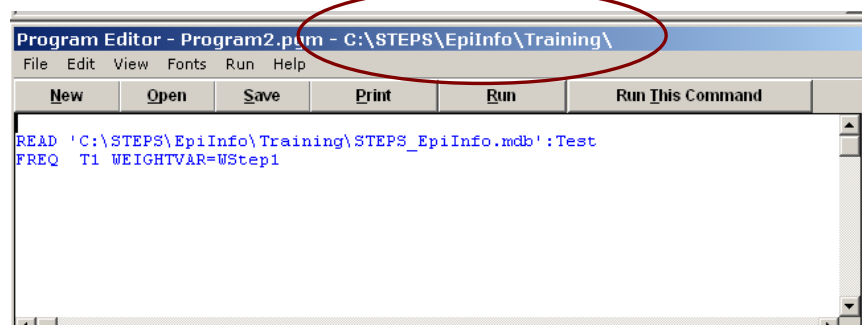 Program Editor - Program2.pgm - C:\STEPS\EpiInfo\Training\
File Edit View Fonts Run Help
New Open Save Print Run Run This Command
READ 'C:\STEPS\EpiInfo\Training\STEPS_EpiInfo.mdb':Test
FREQ T1 WEIGHTVAR=WStep1